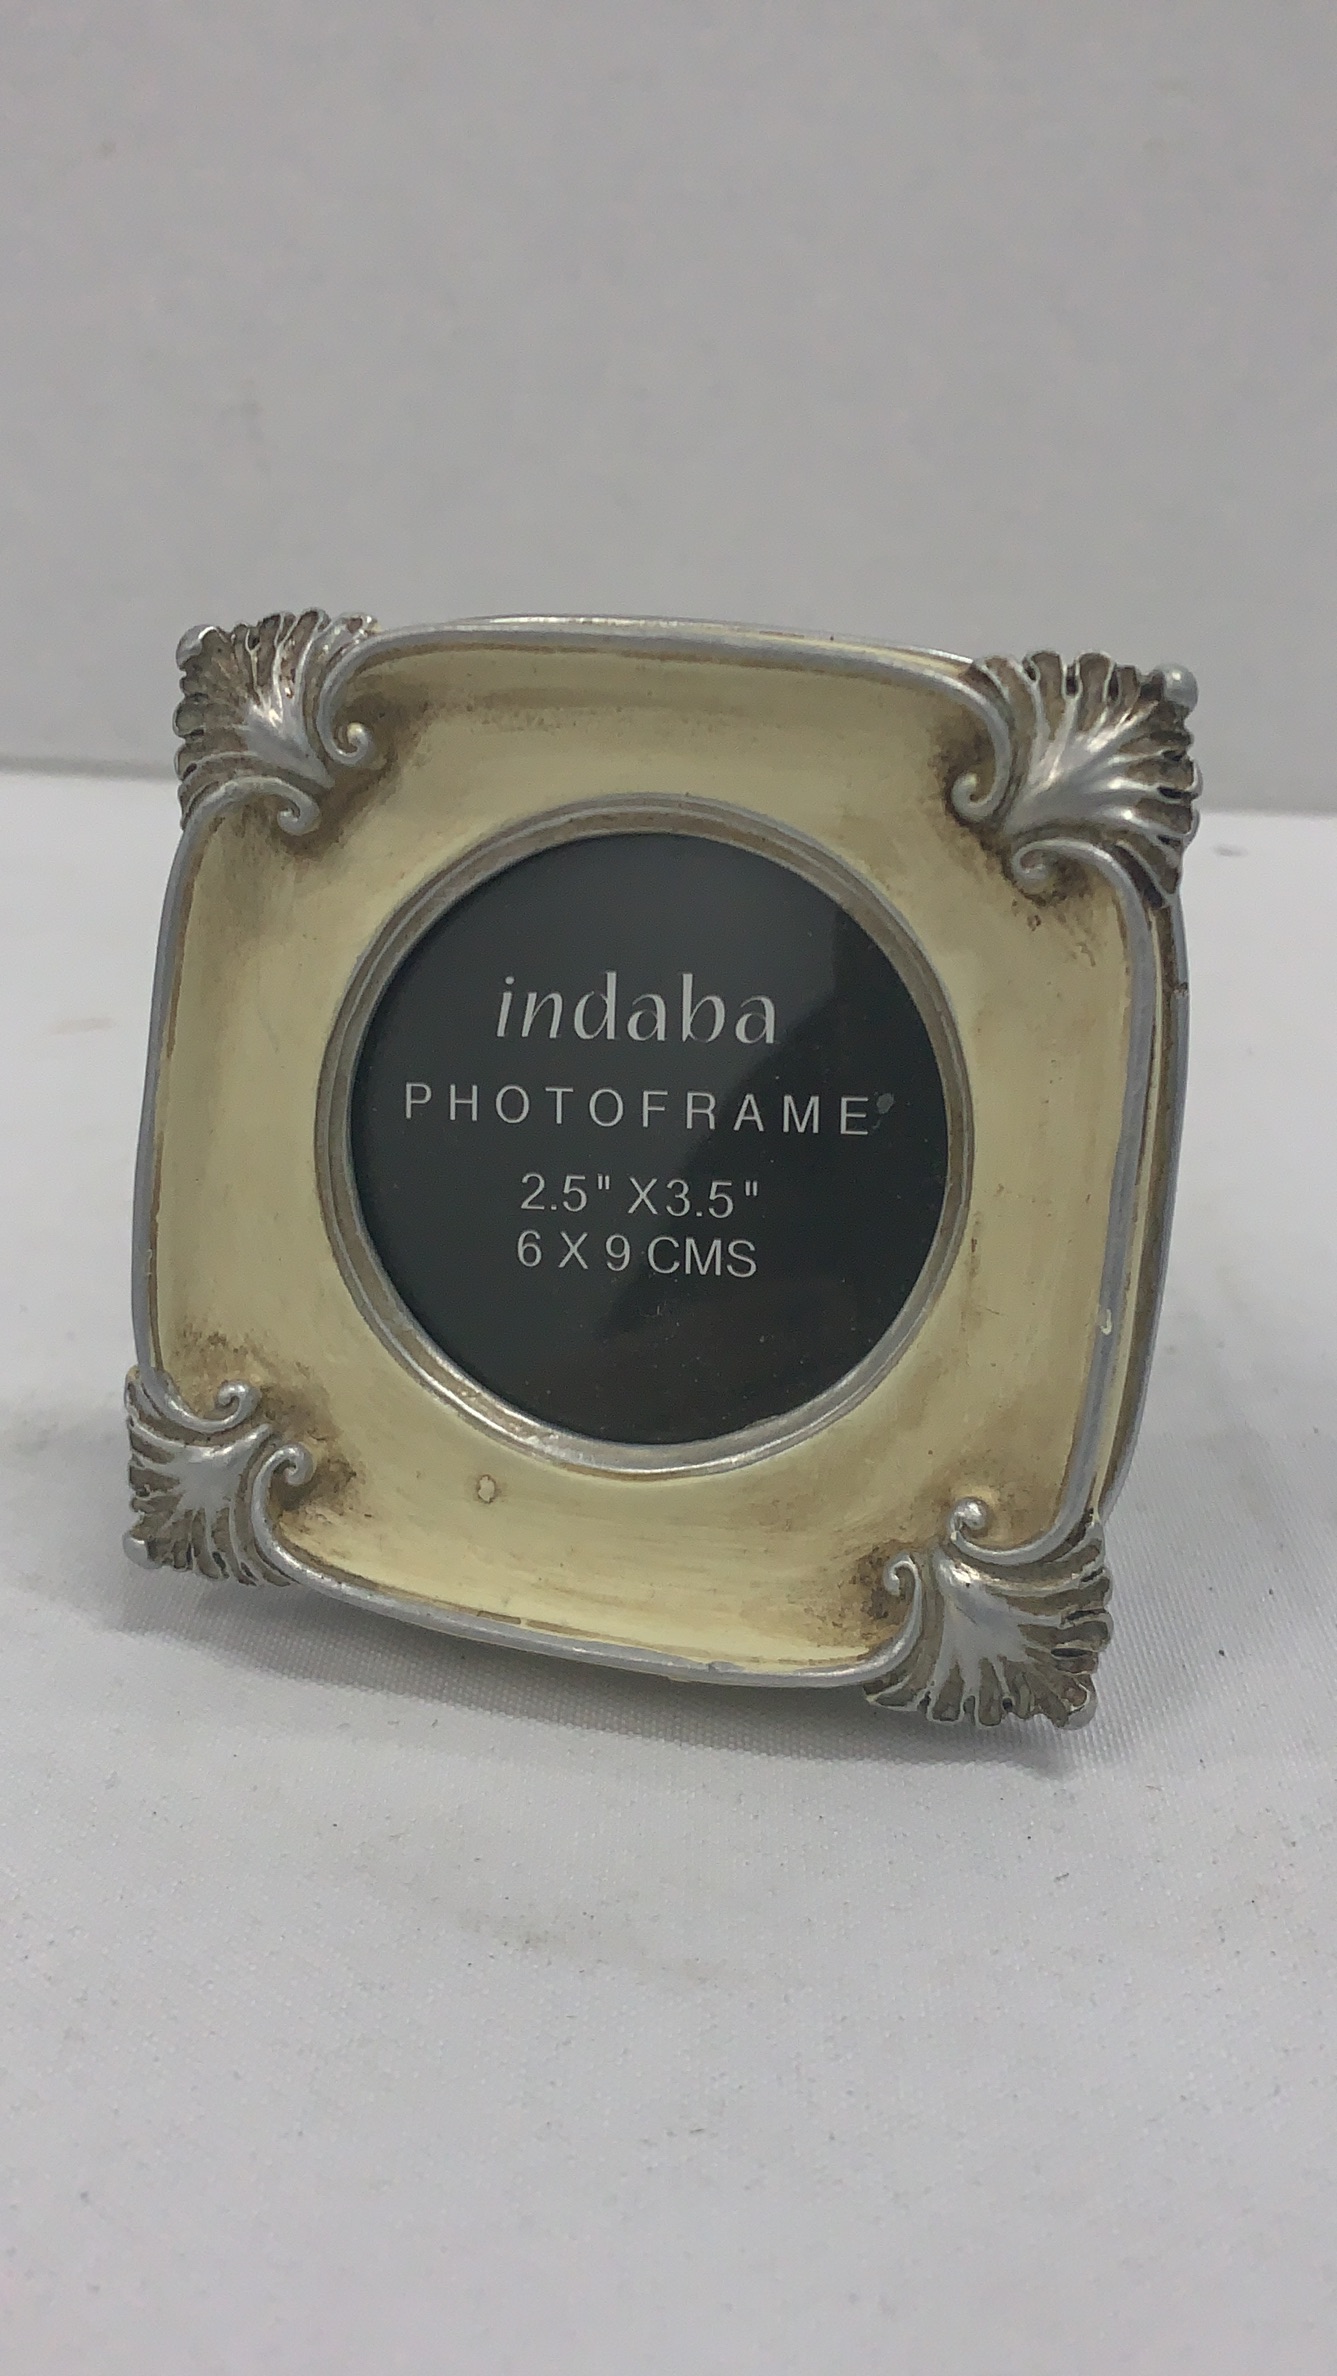 indaba
PHOTOFRAME
2.5" X3.5"
6 X 9 CMS